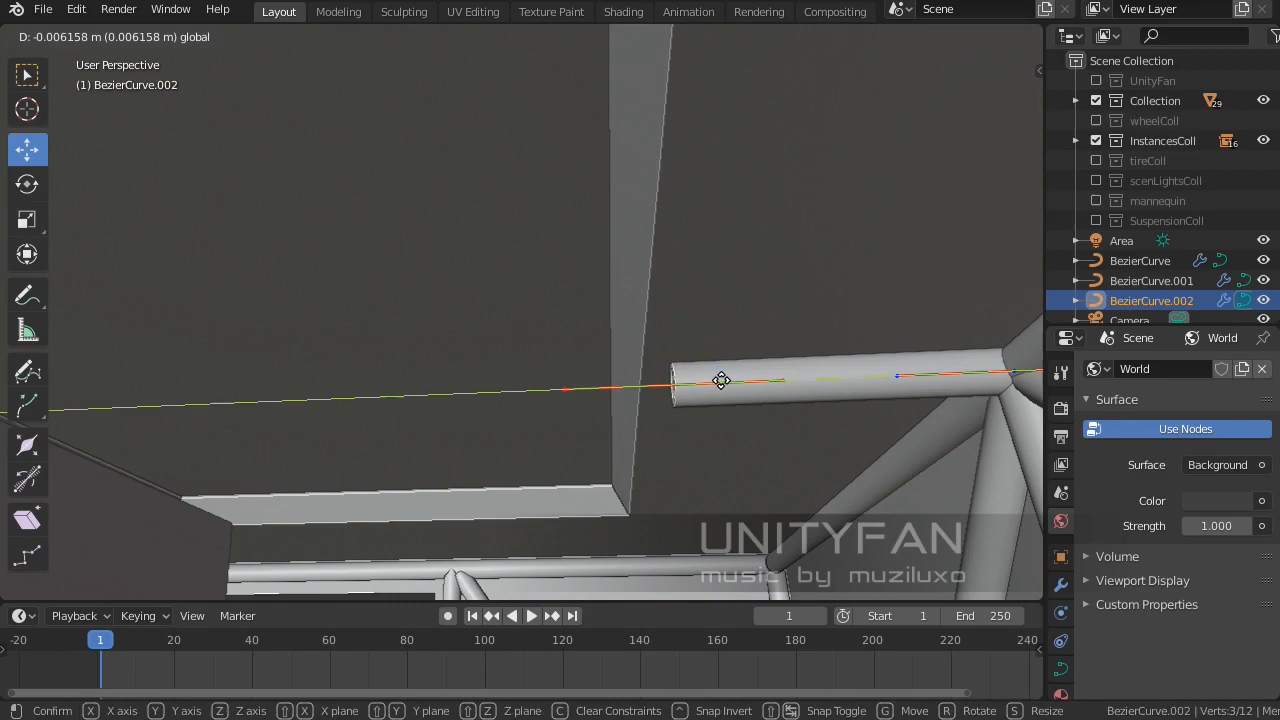 File Edit Render Window Help Layout Modeling Sculpting UV Editing Texture Paint Shading Animation Rendering Compositing Scene View Layer
D: -0.006158 m (0.006158 m) global
User Perspective
(1) BezierCurve.002
Scene Collection
UnityFan
Collection 29
wheelColl
InstancesColl 16
tireColl
scenLightsColl
mannequin
SuspensionColl
Area
BezierCurve
BezierCurve.001
BezierCurve.002
Camera
Scene World
World
Surface
Use Nodes
Surface Background
Color
Strength 1.000
Volume
Viewport Display
Custom Properties
UNITYFAN
music by muziluxo
Playback Keying View Marker 1 Start 1 End 250
-20 1 20 40 60 80 100 120 140 160 180 200 220 240
Confirm X X axis Y Y axis Z Z axis X X plane Y Y plane Z Z plane C Clear Constraints Snap Invert Snap Toggle G Move R Rotate S Resize BezierCurve.002 | Verts:3/12 | Mer